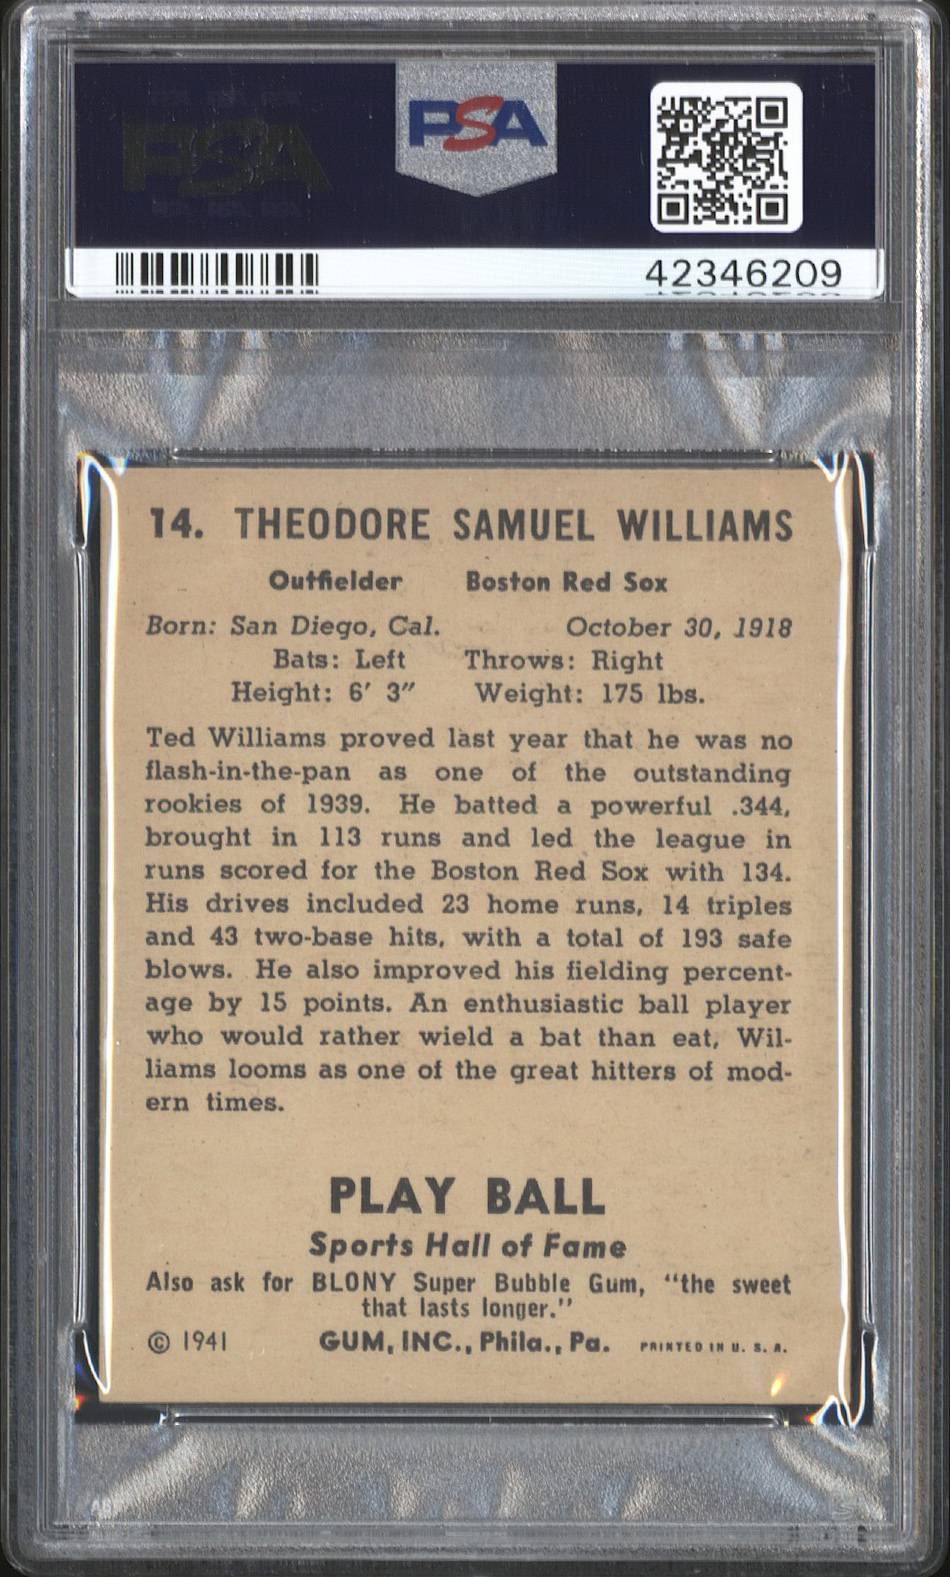 PSA
PSA
42346209
14. THEODORE SAMUEL WILLIAMS
Outfielder Boston Red Sox
Born: San Diego, Cal. October 30, 1918
Bats: Left Throws: Right
Height: 6' 3" Weight: 175 lbs.
Ted Williams proved last year that he was no
flash-in-the-pan as one of the outstanding
rookies of 1939. He batted a powerful .344,
brought in 113 runs and led the league in
runs scored for the Boston Red Sox with 134.
His drives included 23 home runs, 14 triples
and 43 two-base hits, with a total of 193 safe
blows. He also improved his fielding percent-
age by 15 points. An enthusiastic ball player
who would rather wield a bat than eat, Wil-
liams looms as one of the great hitters of mod-
ern times.
PLAY BALL
Sports Hall of Fame
Also ask for BLONY Super Bubble Gum, "the sweet
that lasts longer."
© 1941 GUM, INC., Phila., Pa. PRINTED IN U. S. A.